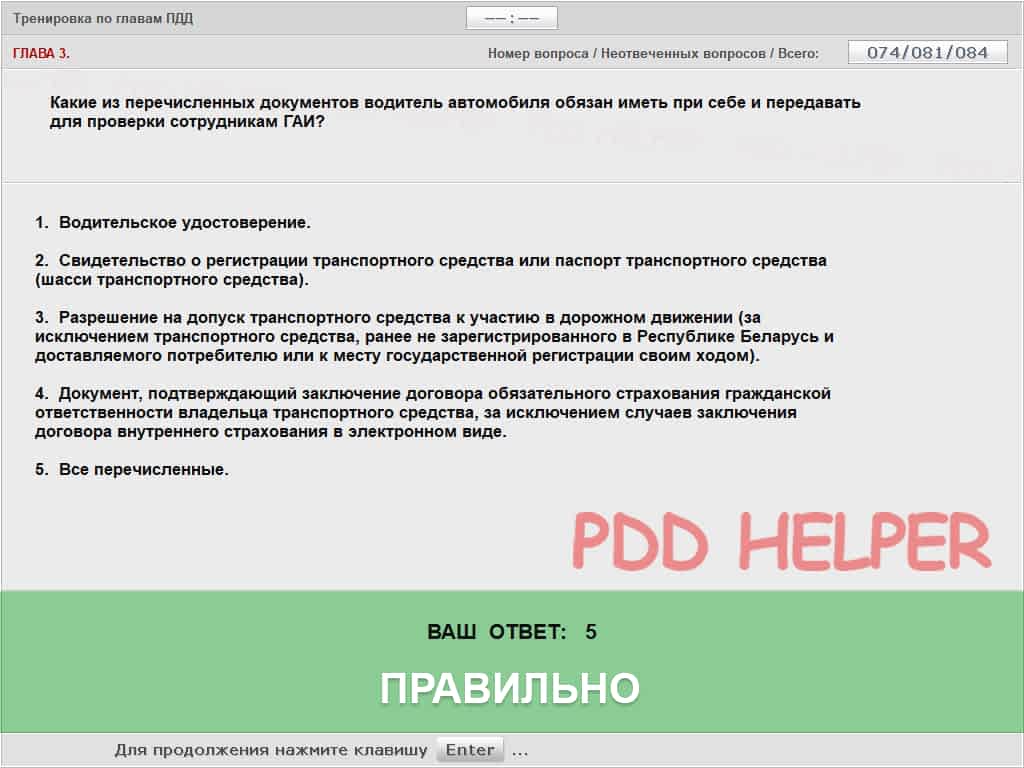 Тренировка по главам ПДД
––:––
ГЛАВА 3.
Номер вопроса / Неотвеченных вопросов / Всего:
074/081/084
Какие из перечисленных документов водитель автомобиля обязан иметь при себе и передавать
для проверки сотрудникам ГАИ?
1. Водительское удостоверение.
2. Свидетельство о регистрации транспортного средства или паспорт транспортного средства
(шасси транспортного средства).
3. Разрешение на допуск транспортного средства к участию в дорожном движении (за
исключением транспортного средства, ранее не зарегистрированного в Республике Беларусь и
доставляемого потребителю или к месту государственной регистрации своим ходом).
4. Документ, подтверждающий заключение договора обязательного страхования гражданской
ответственности владельца транспортного средства, за исключением случаев заключения
договора внутреннего страхования в электронном виде.
5. Все перечисленные.
PDD HELPER
ВАШ ОТВЕТ: 5
ПРАВИЛЬНО
Для продолжения нажмите клавишу Enter ...